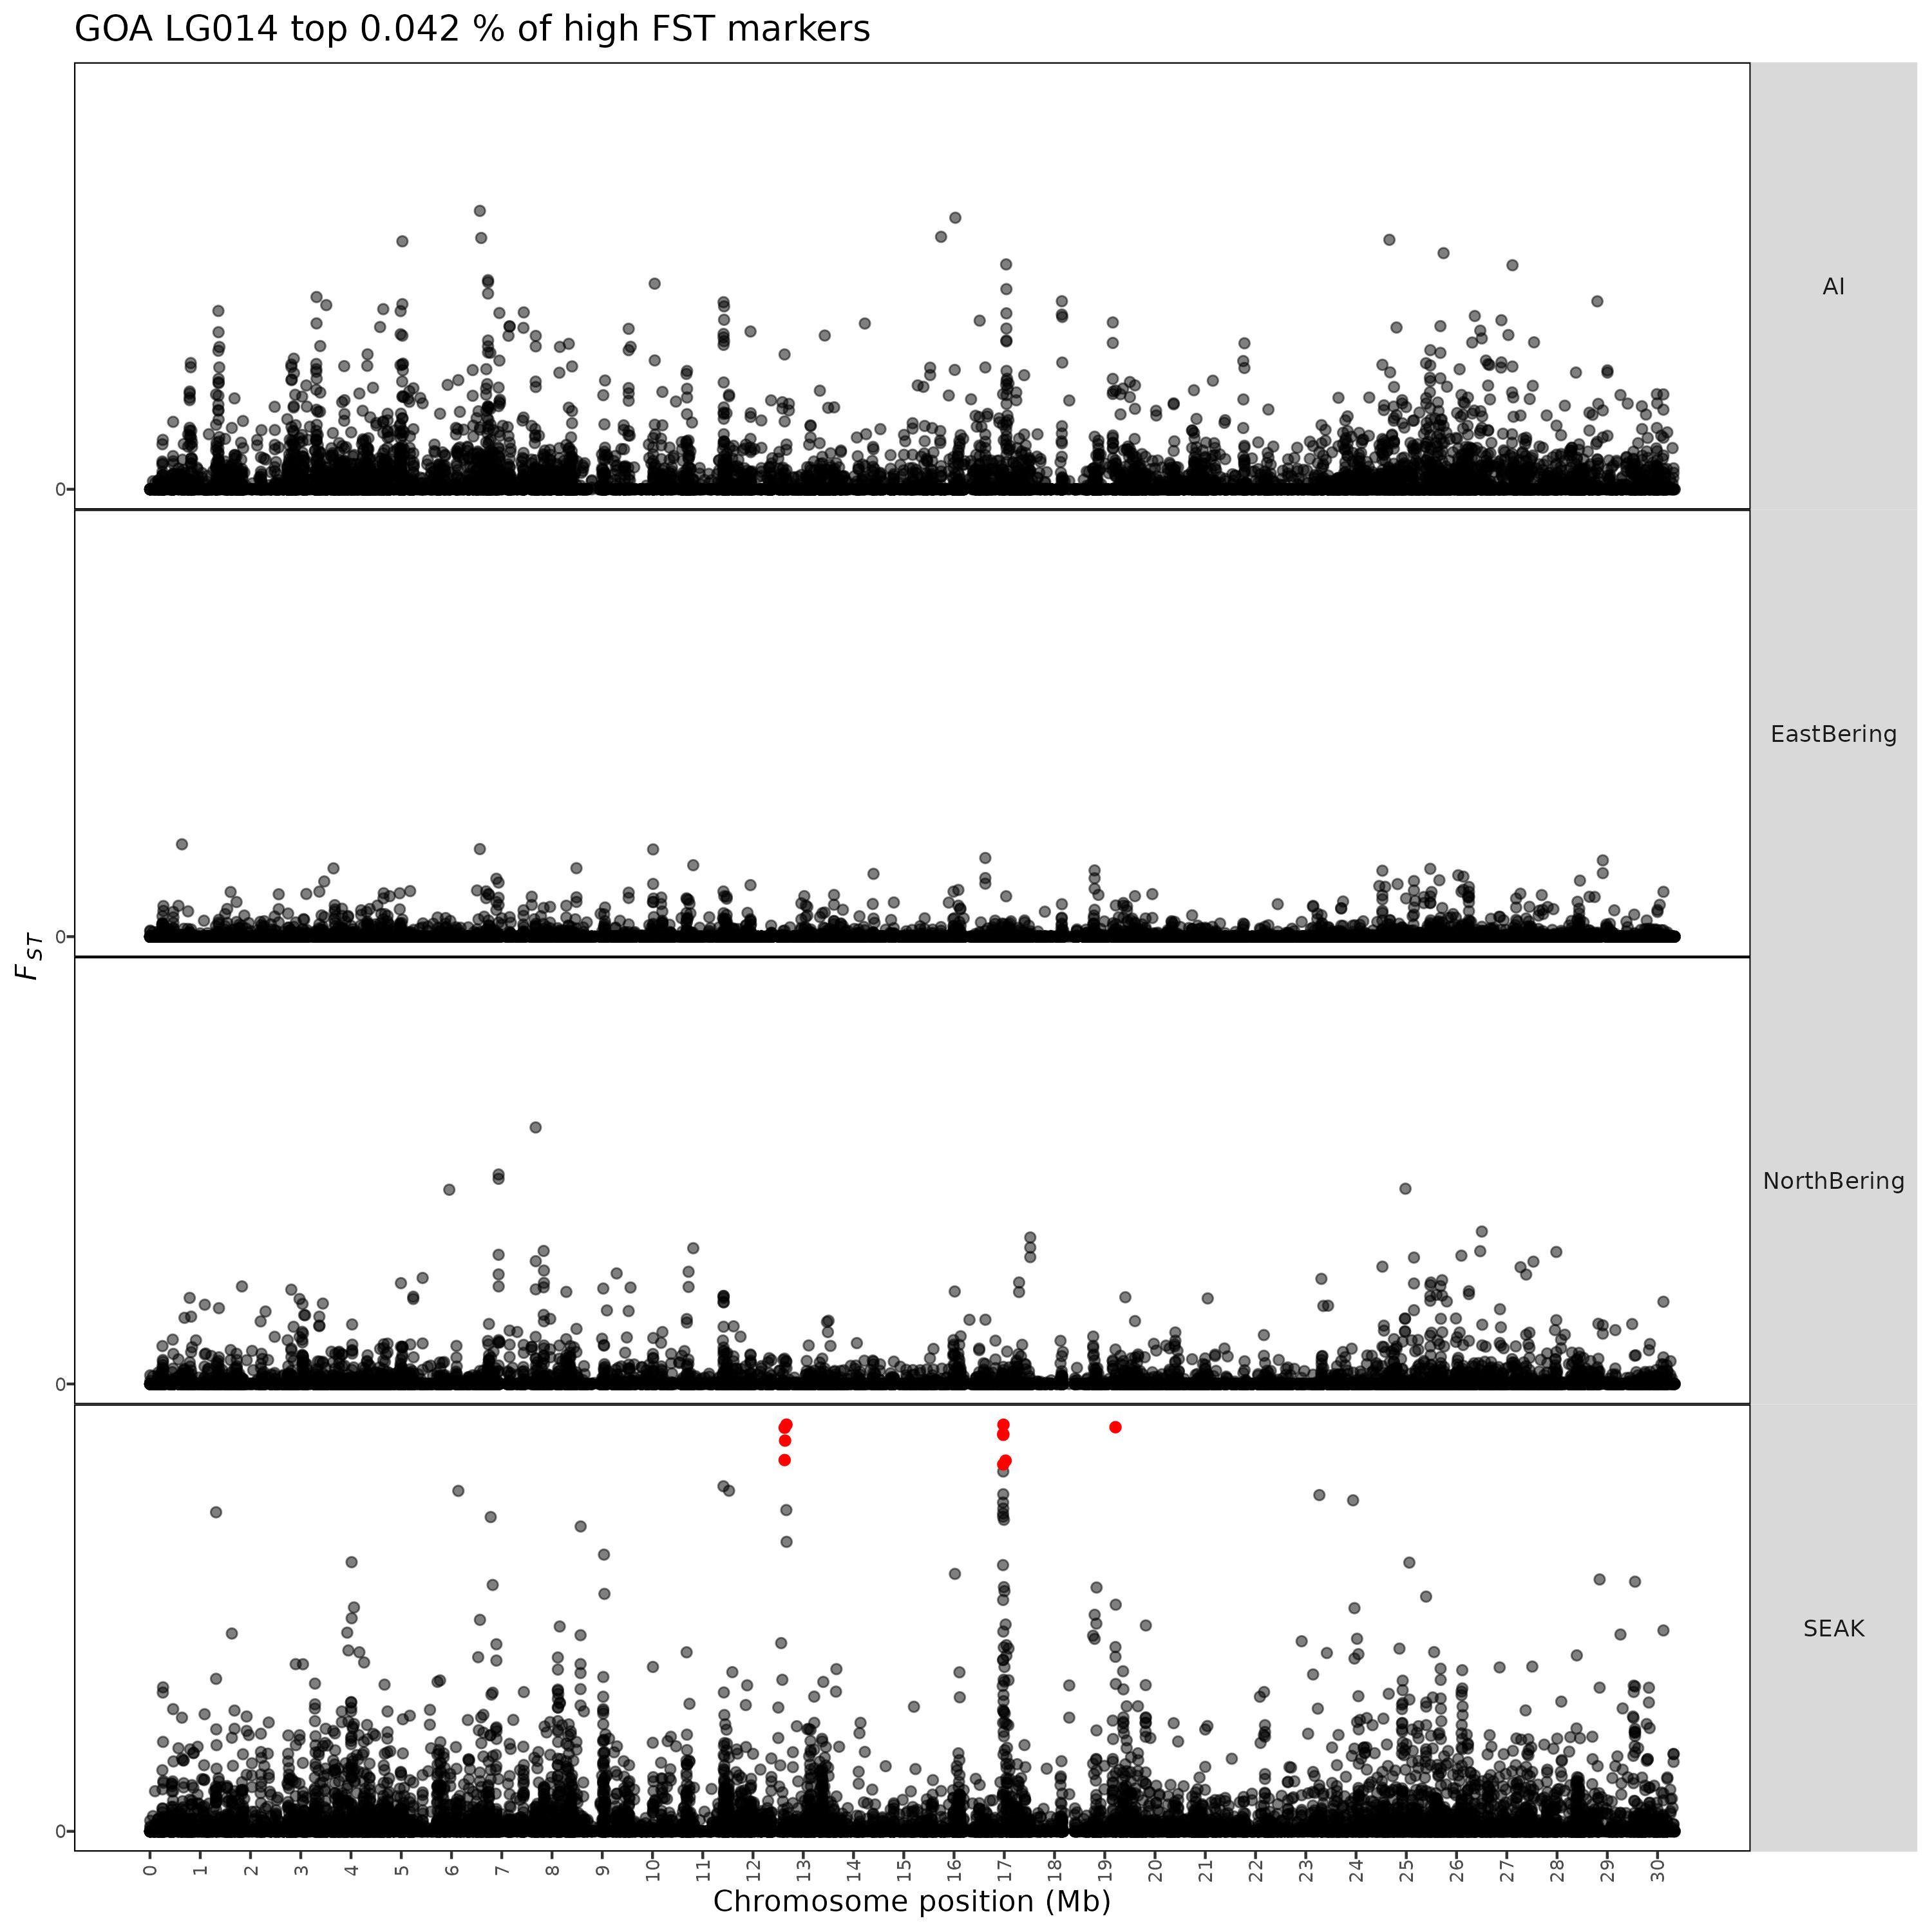 GOA LG014 top 0.042 % of high FST markers
AI
0
EastBering
0
FST
NorthBering
0
SEAK
0
0 1 2 3 4 5 6 7 8 9 10 11 12 13 14 15 16 17 18 19 20 21 22 23 24 25 26 27 28 29 30
Chromosome position (Mb)